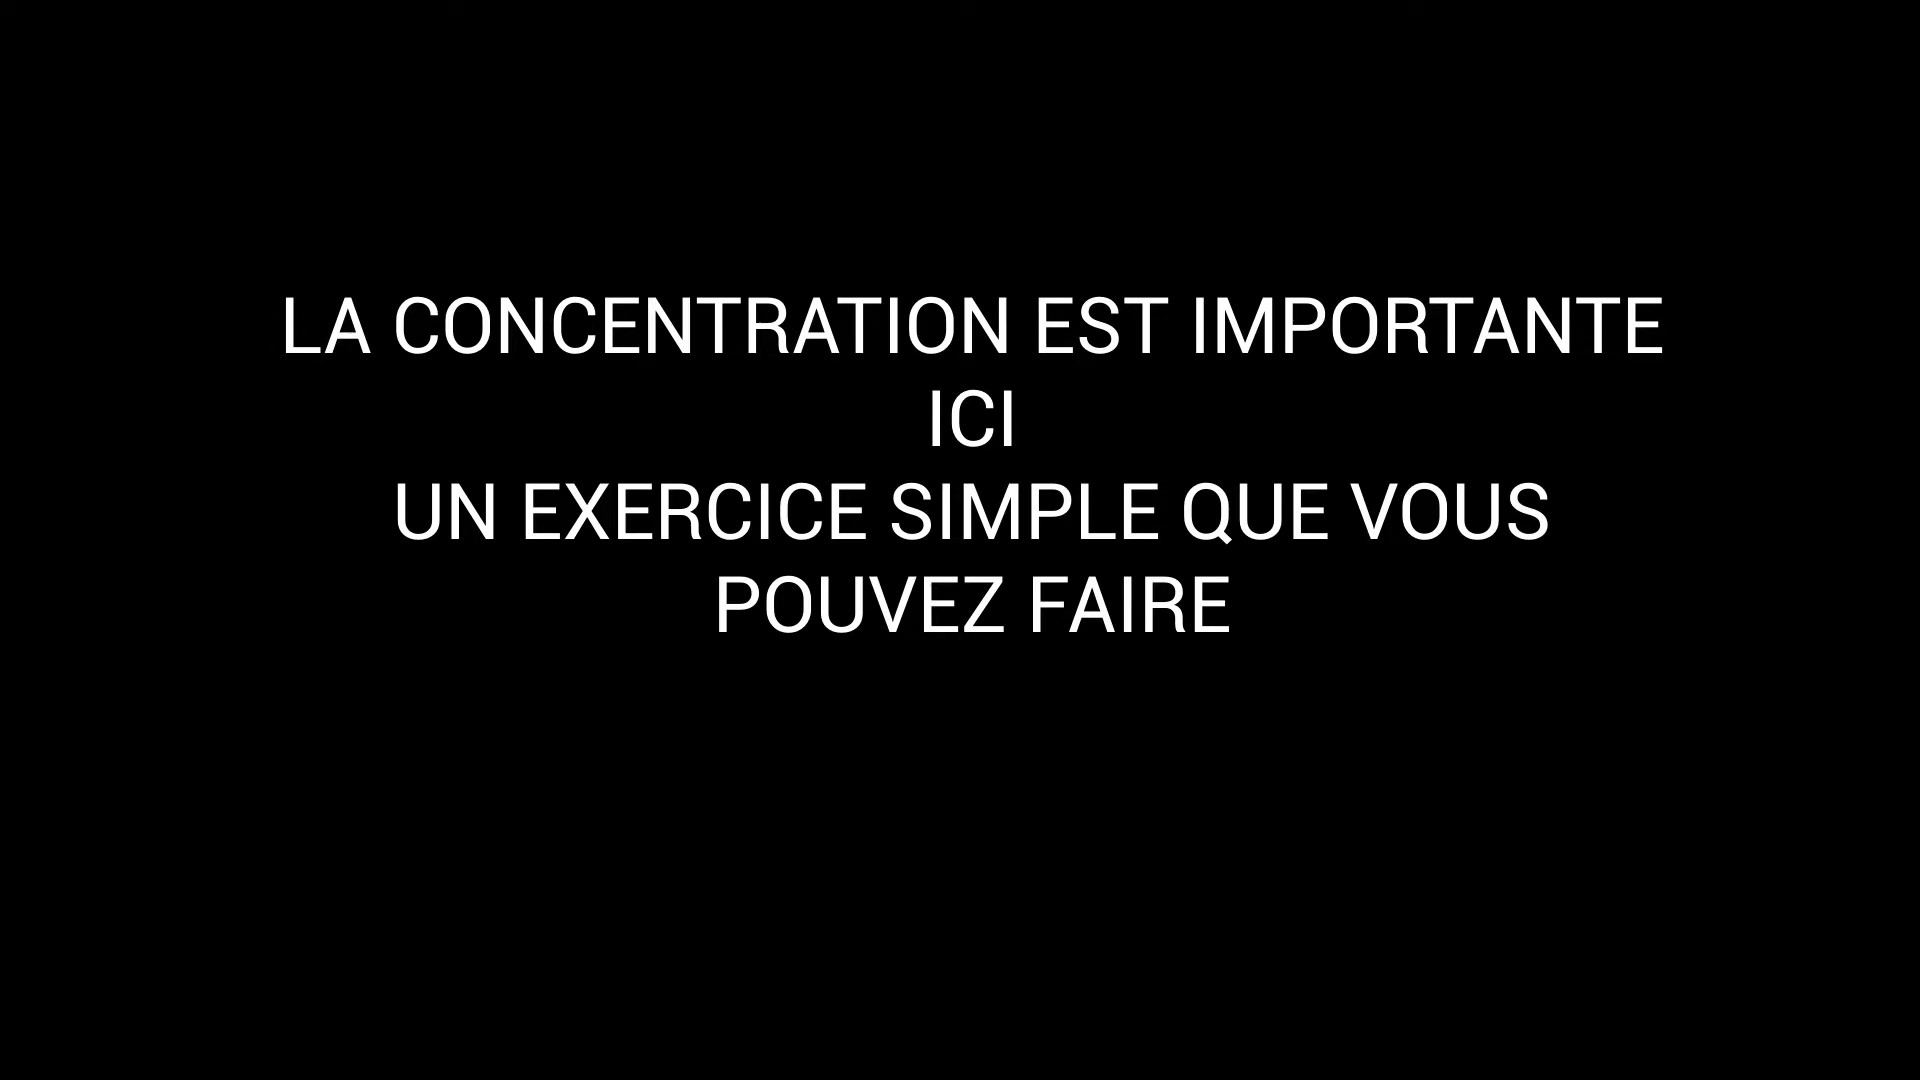 LA CONCENTRATION EST IMPORTANTE
ICI
UN EXERCICE SIMPLE QUE VOUS
POUVEZ FAIRE